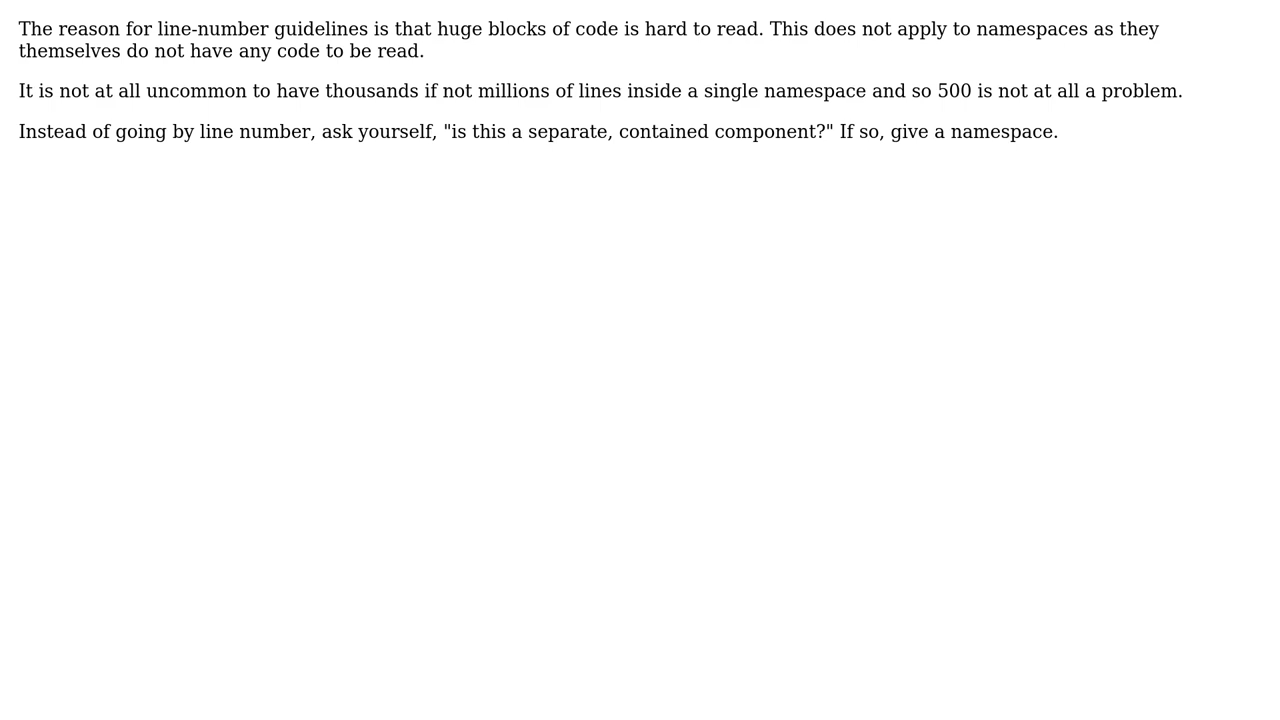 The reason for line-number guidelines is that huge blocks of code is hard to read. This does not apply to namespaces as they
themselves do not have any code to be read.
It is not at all uncommon to have thousands if not millions of lines inside a single namespace and so 500 is not at all a problem.
Instead of going by line number, ask yourself, "is this a separate, contained component?" If so, give a namespace.